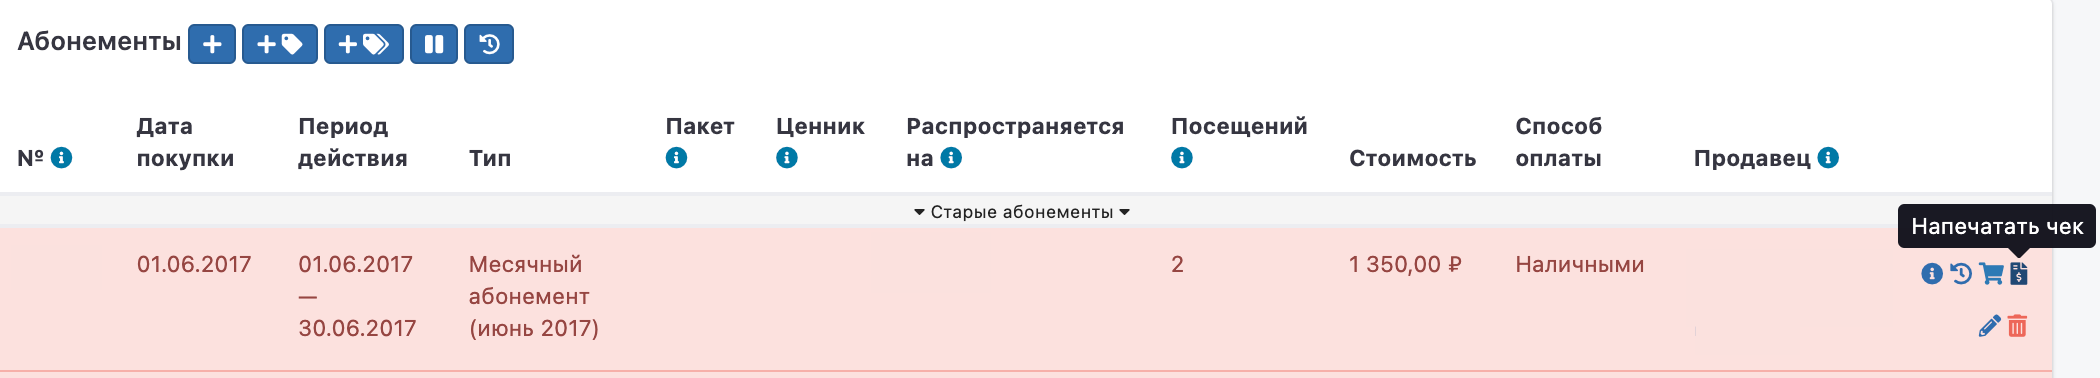 Абонементы
№
Дата покупки
Период действия
Тип
Пакет
Ценник
Распространяется на
Посещений
Стоимость
Способ оплаты
Продавец
Старые абонементы
Напечатать чек
01.06.2017
01.06.2017
—
30.06.2017
Месячный
абонемент
(июнь 2017)
2
1 350,00 ₽
Наличными